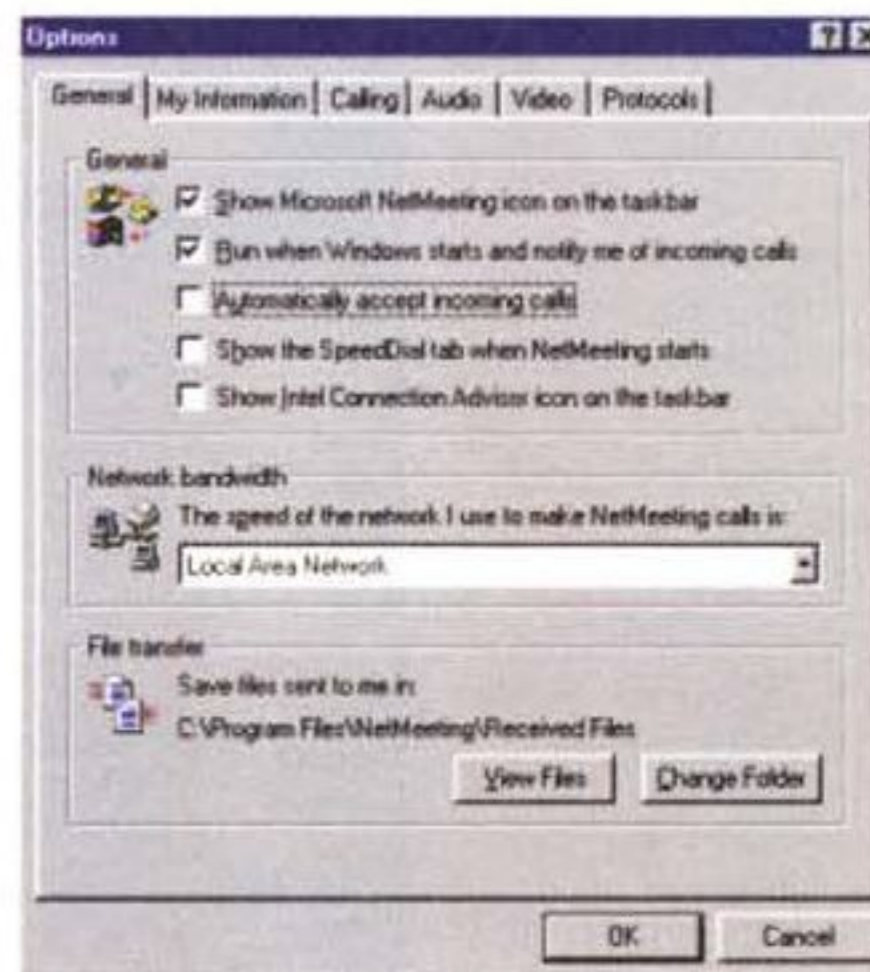 Options
General My Information Calling Audio Video Protocols
General
Show Microsoft NetMeeting icon on the taskbar
Run when Windows starts and notify me of incoming calls
Automatically accept incoming calls
Show the SpeedDial tab when NetMeeting starts
Show Intel Connection Advisor icon on the taskbar
Network bandwidth
The speed of the network I use to make NetMeeting calls is:
Local Area Network
File transfer
Save files sent to me in:
C:\Program Files\NetMeeting\Received Files
View Files Change Folder
OK Cancel